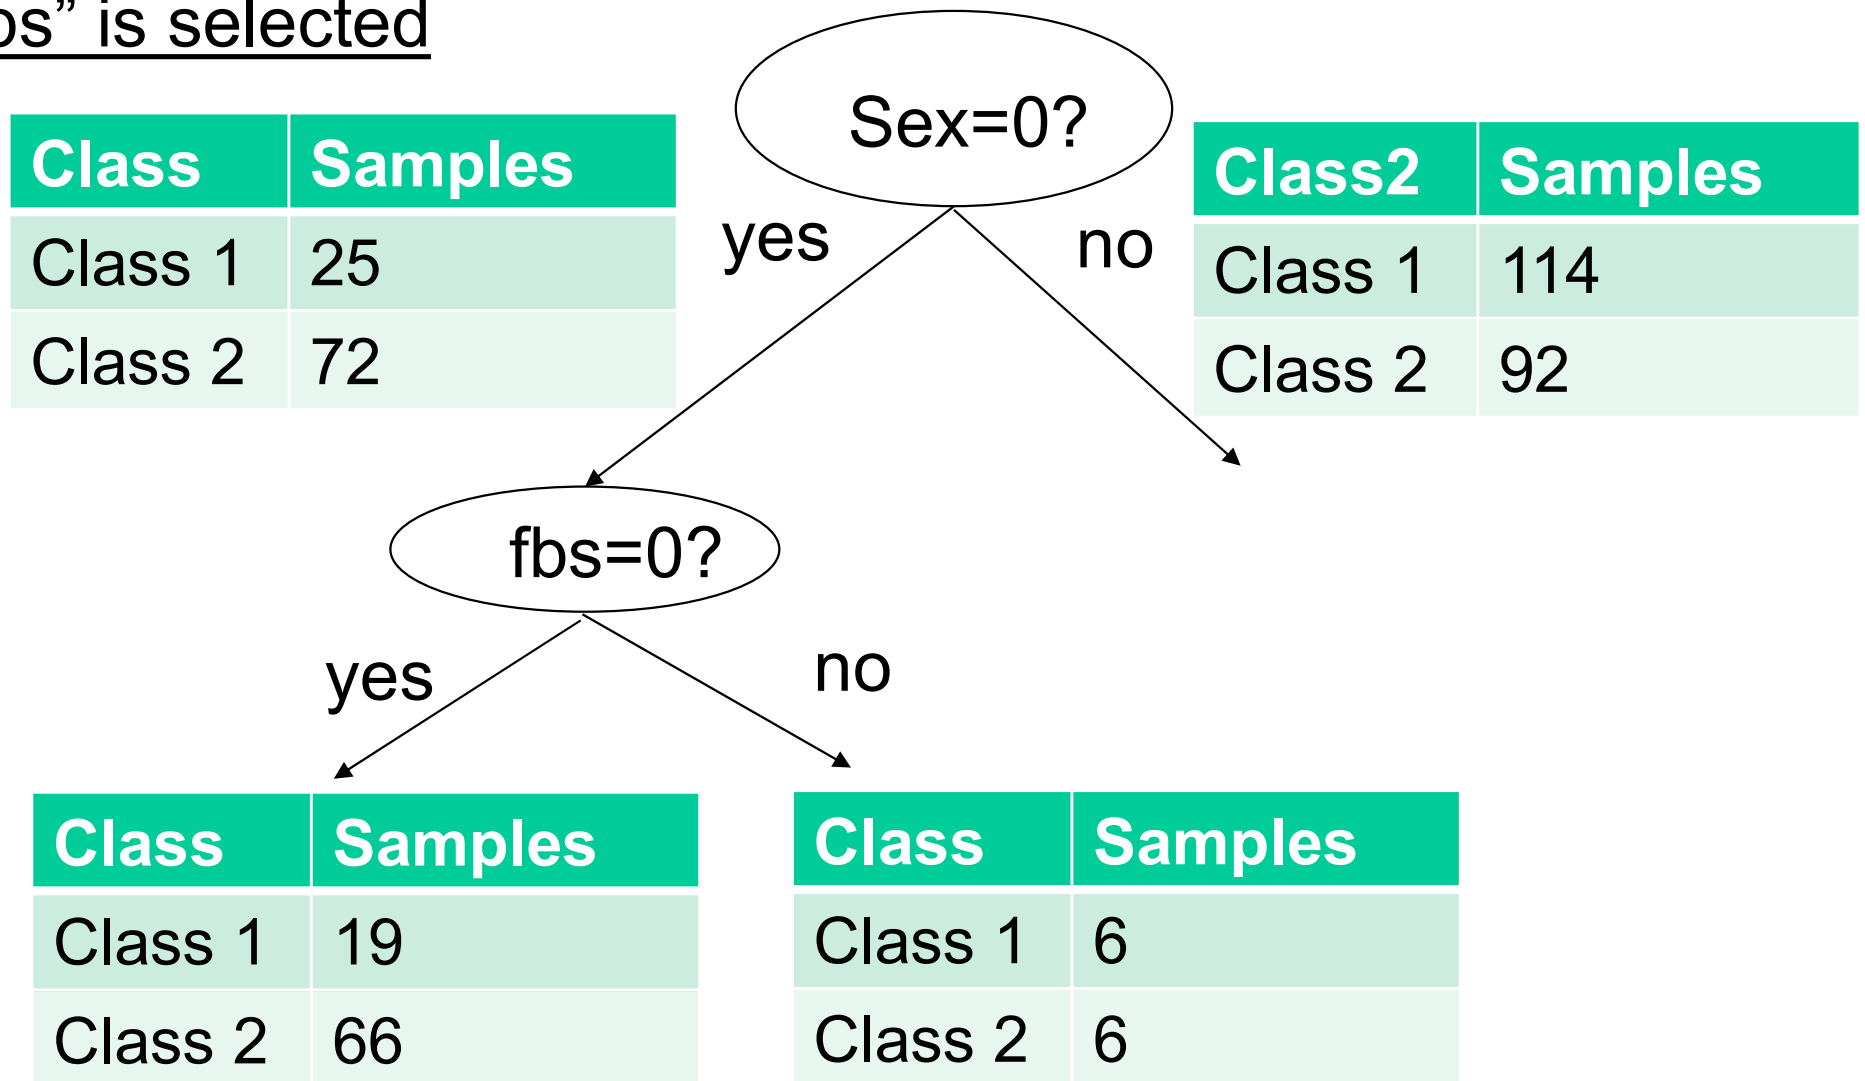 bs” is selected
Sex=0?
Class Samples
Class 1 25
Class 2 72
yes
no
Class2 Samples
Class 1 114
Class 2 92
fbs=0?
yes
no
Class Samples
Class 1 19
Class 2 66
Class Samples
Class 1 6
Class 2 6